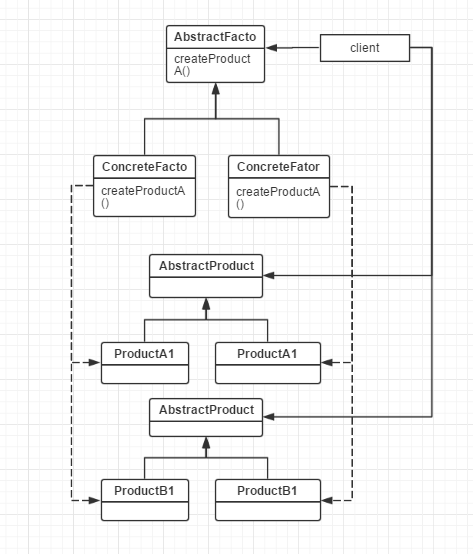 AbstractFacto
client
createProduct
A()
ConcreteFacto
ConcreteFator
createProductA
()
createProductA
()
AbstractProduct
ProductA1
ProductA1
AbstractProduct
ProductB1
ProductB1